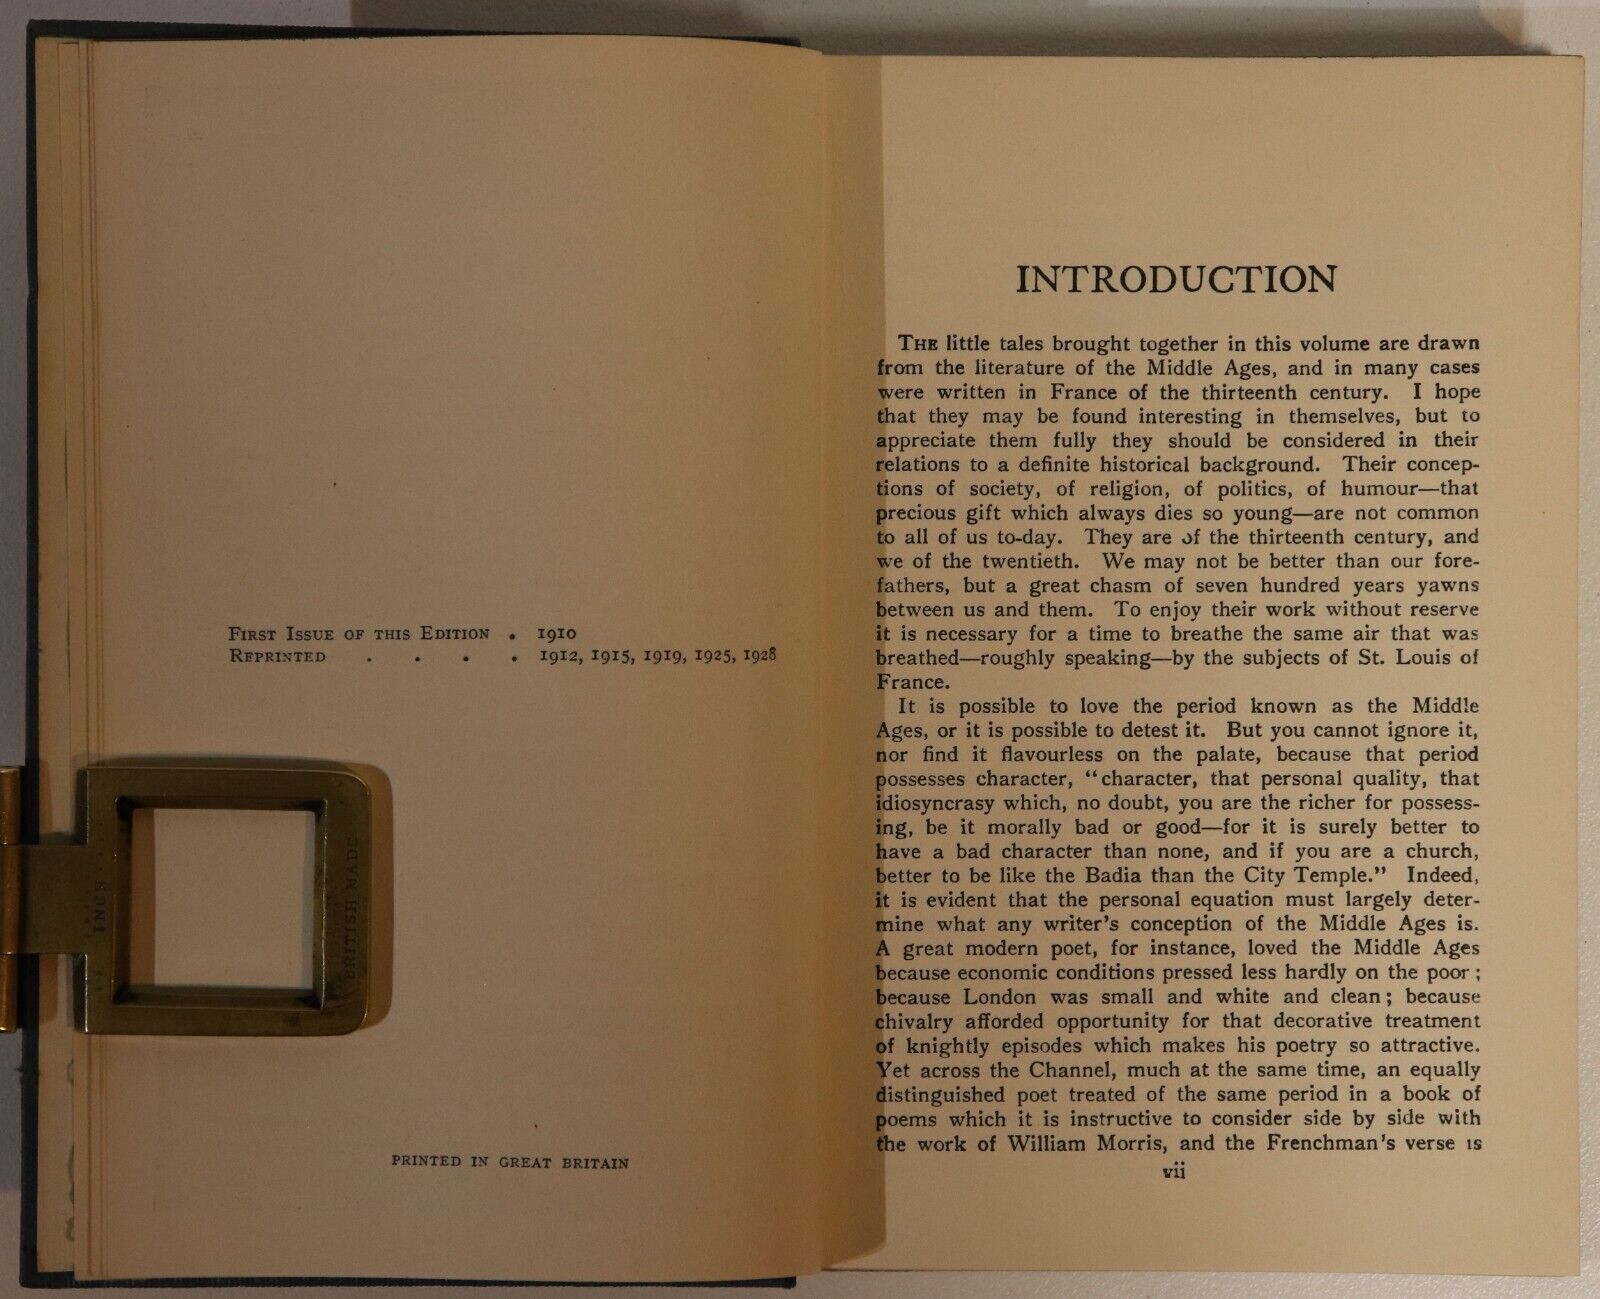 FIRST ISSUE OF THIS EDITION . 1910
REPRINTED . . . . 1912, 1915, 1919, 1925, 1928
INCH
BRITISH MADE
PRINTED IN GREAT BRITAIN
INTRODUCTION
THE little tales brought together in this volume are drawn
from the literature of the Middle Ages, and in many cases
were written in France of the thirteenth century. I hope
that they may be found interesting in themselves, but to
appreciate them fully they should be considered in their
relations to a definite historical background. Their concep-
tions of society, of religion, of politics, of humour—that
precious gift which always dies so young—are not common
to all of us to-day. They are of the thirteenth century, and
we of the twentieth. We may not be better than our fore-
fathers, but a great chasm of seven hundred years yawns
between us and them. To enjoy their work without reserve
it is necessary for a time to breathe the same air that was
breathed—roughly speaking—by the subjects of St. Louis of
France.
It is possible to love the period known as the Middle
Ages, or it is possible to detest it. But you cannot ignore it,
nor find it flavourless on the palate, because that period
possesses character, “character, that personal quality, that
idiosyncrasy which, no doubt, you are the richer for possess-
ing, be it morally bad or good—for it is surely better to
have a bad character than none, and if you are a church,
better to be like the Badia than the City Temple.” Indeed,
it is evident that the personal equation must largely deter-
mine what any writer’s conception of the Middle Ages is.
A great modern poet, for instance, loved the Middle Ages
because economic conditions pressed less hardly on the poor;
because London was small and white and clean; because
chivalry afforded opportunity for that decorative treatment
of knightly episodes which makes his poetry so attractive.
Yet across the Channel, much at the same time, an equally
distinguished poet treated of the same period in a book of
poems which it is instructive to consider side by side with
the work of William Morris, and the Frenchman’s verse is
vii